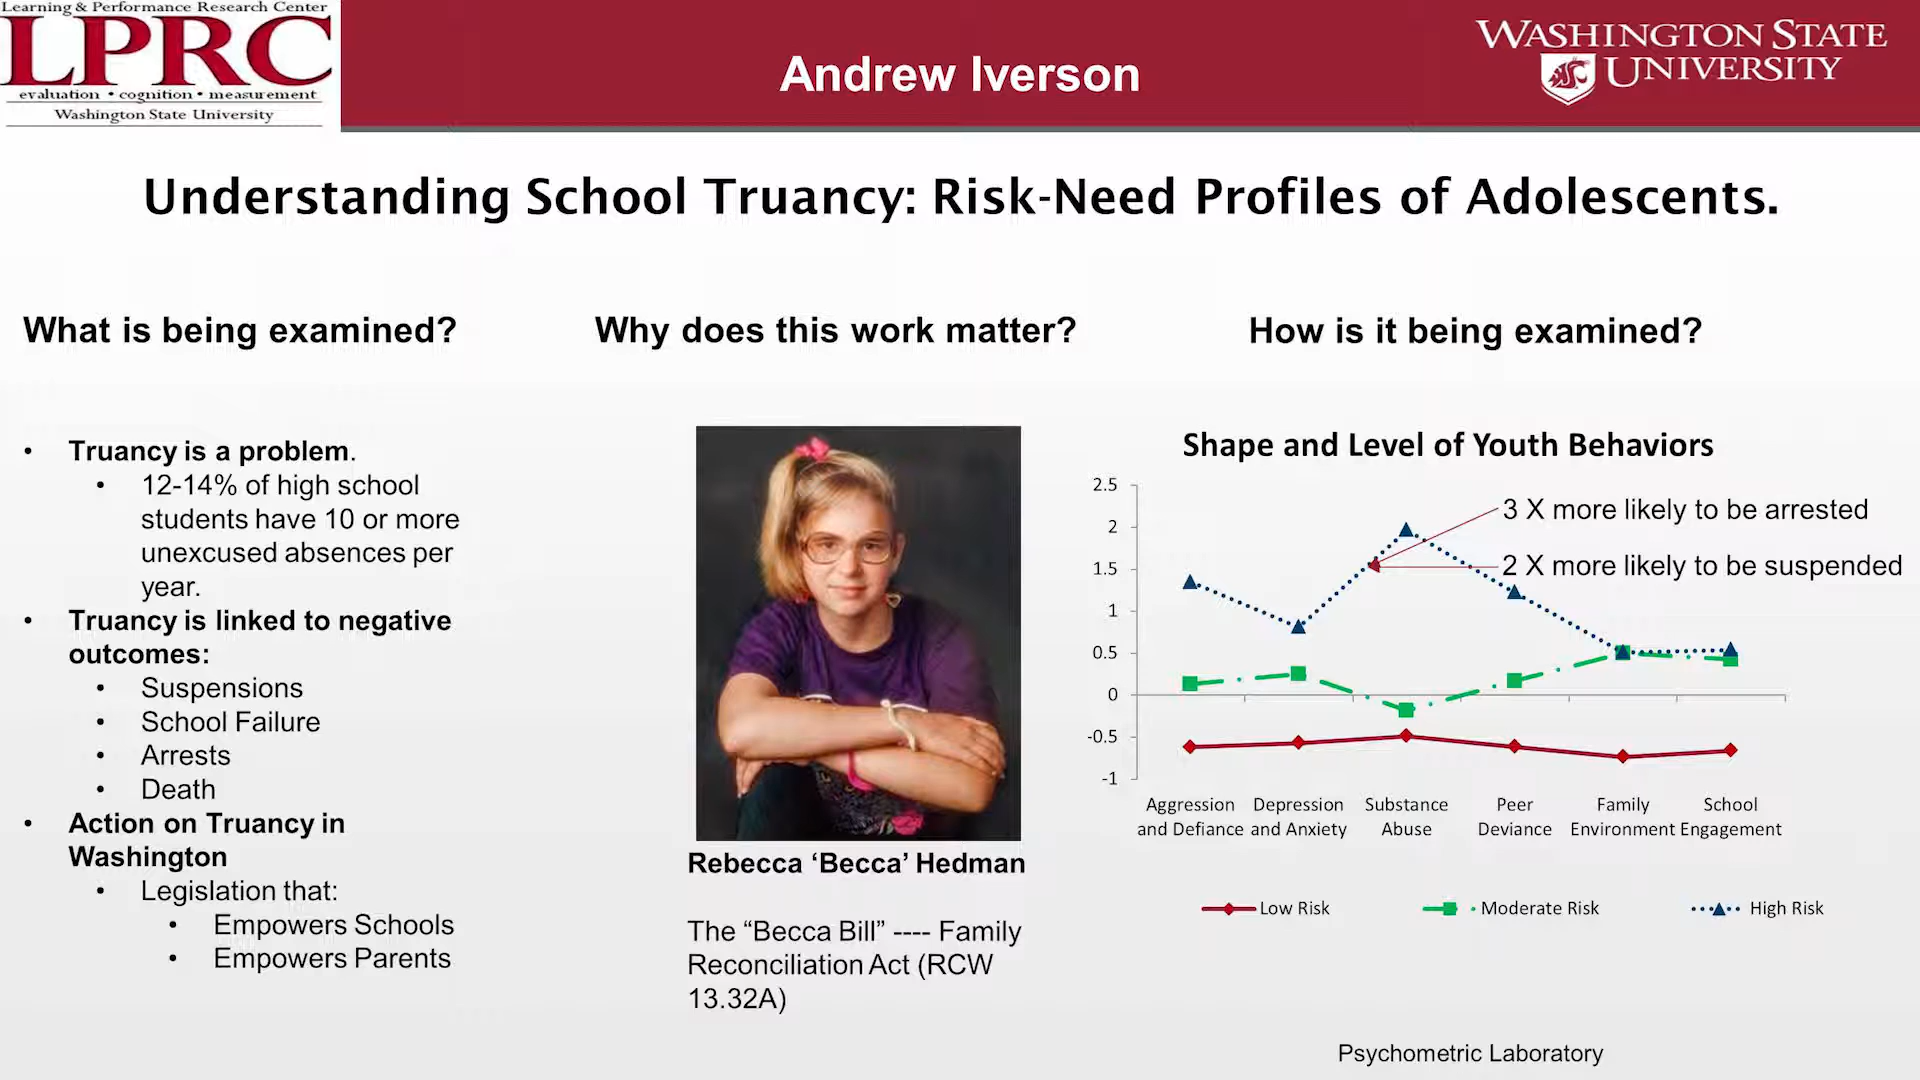 Learning & Performance Research Center
LPRC
evaluation • cognition • measurement
Washington State University
Andrew Iverson
WASHINGTON STATE
UNIVERSITY
Understanding School Truancy: Risk-Need Profiles of Adolescents.
What is being examined?
• Truancy is a problem.
• 12-14% of high school
students have 10 or more
unexcused absences per
year.
• Truancy is linked to negative
outcomes:
• Suspensions
• School Failure
• Arrests
• Death
• Action on Truancy in
Washington
• Legislation that:
• Empowers Schools
• Empowers Parents
Why does this work matter?
Rebecca ‘Becca’ Hedman
The “Becca Bill” ---- Family
Reconciliation Act (RCW
13.32A)
How is it being examined?
Shape and Level of Youth Behaviors
2.5
2
1.5
1
0.5
0
-0.5
-1
3 X more likely to be arrested
2 X more likely to be suspended
Aggression
and Defiance
Depression
and Anxiety
Substance
Abuse
Peer
Deviance
Family
Environment
School
Engagement
Low Risk
Moderate Risk
High Risk
Psychometric Laboratory